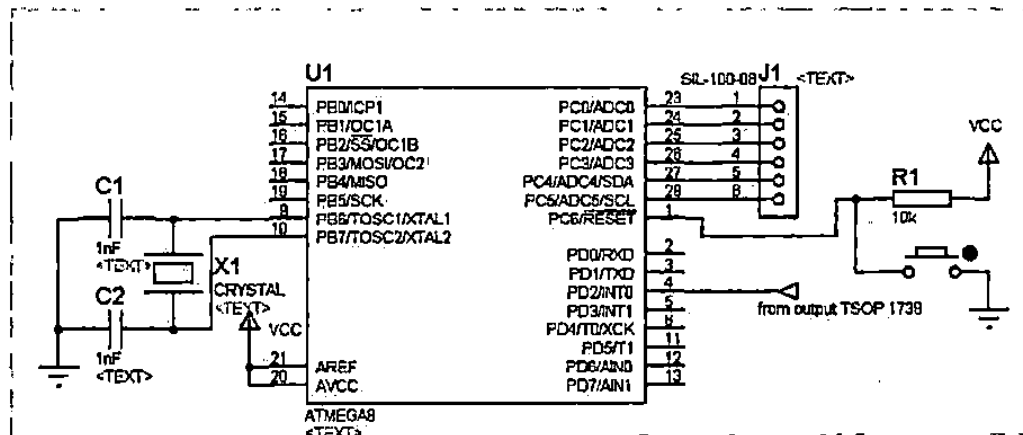 U1
14 PB0/ICP1
15 PB1/OC1A
16 PB2/SS/OC1B
17 PB3/MOSI/OC2
18 PB4/MISO
19 PB5/SCK
9 PB6/TOSC1/XTAL1
10 PB7/TOSC2/XTAL2
21 AREF
20 AVCC
ATMEGA8
<TEXT>
PC0/ADC0 23 1
PC1/ADC1 24 2
PC2/ADC2 25 3
PC3/ADC3 26 4
PC4/ADC4/SDA 27 5
PC5/ADC5/SCL 28 6
PC6/RESET 1
PD0/RXD 2
PD1/TXD 3
PD2/INT0 4
PD3/INT1 5
PD4/T0/XCK 6
PD5/T1 11
PD6/AIN0 12
PD7/AIN1 13
SIL-100-08 J1 <TEXT>
C1
1nF
<TEXT>
X1
CRYSTAL
<TEXT>
C2
1nF
<TEXT>
VCC
VCC
R1
10k
from output TSOP 1738